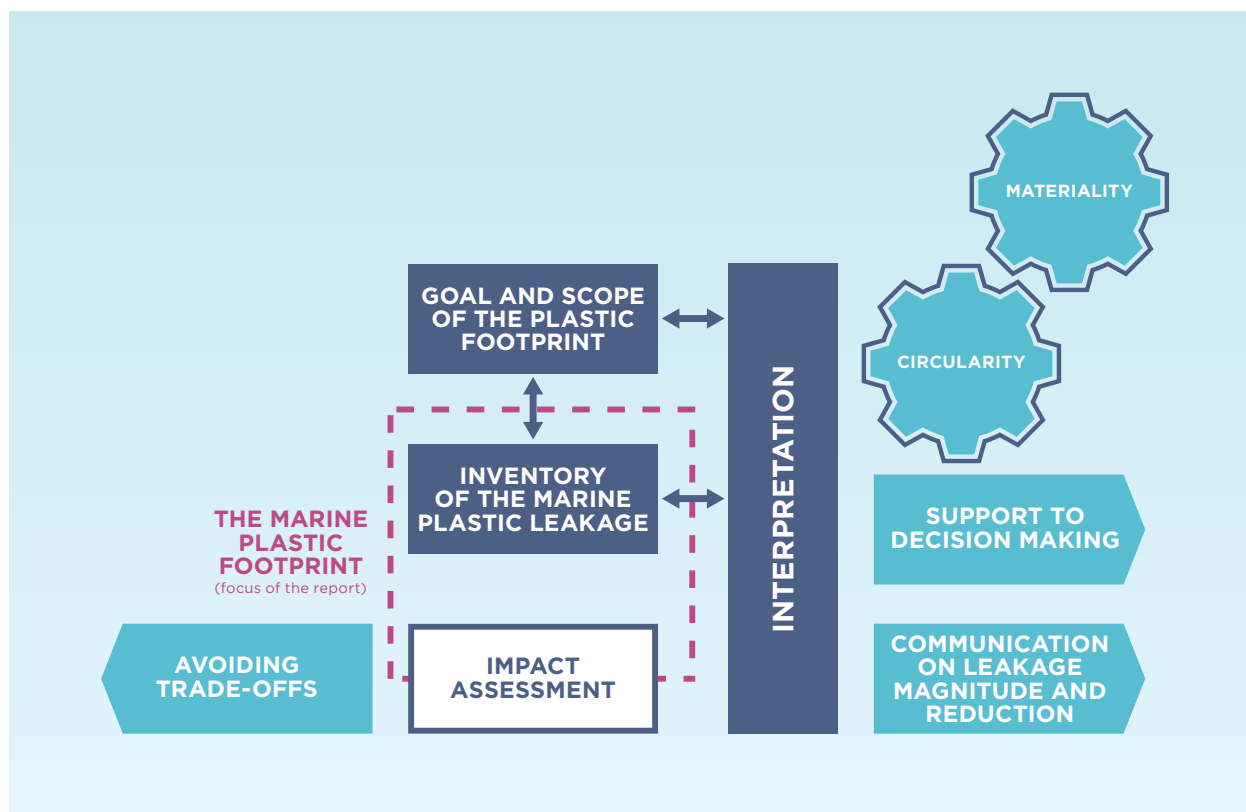 MATERIALITY
CIRCULARITY
GOAL AND SCOPE
OF THE PLASTIC
FOOTPRINT
INTERPRETATION
INVENTORY
OF THE MARINE
PLASTIC LEAKAGE
THE MARINE
PLASTIC
FOOTPRINT
(focus of the report)
SUPPORT TO
DECISION MAKING
AVOIDING
TRADE-OFFS
IMPACT
ASSESSMENT
COMMUNICATION
ON LEAKAGE
MAGNITUDE AND
REDUCTION